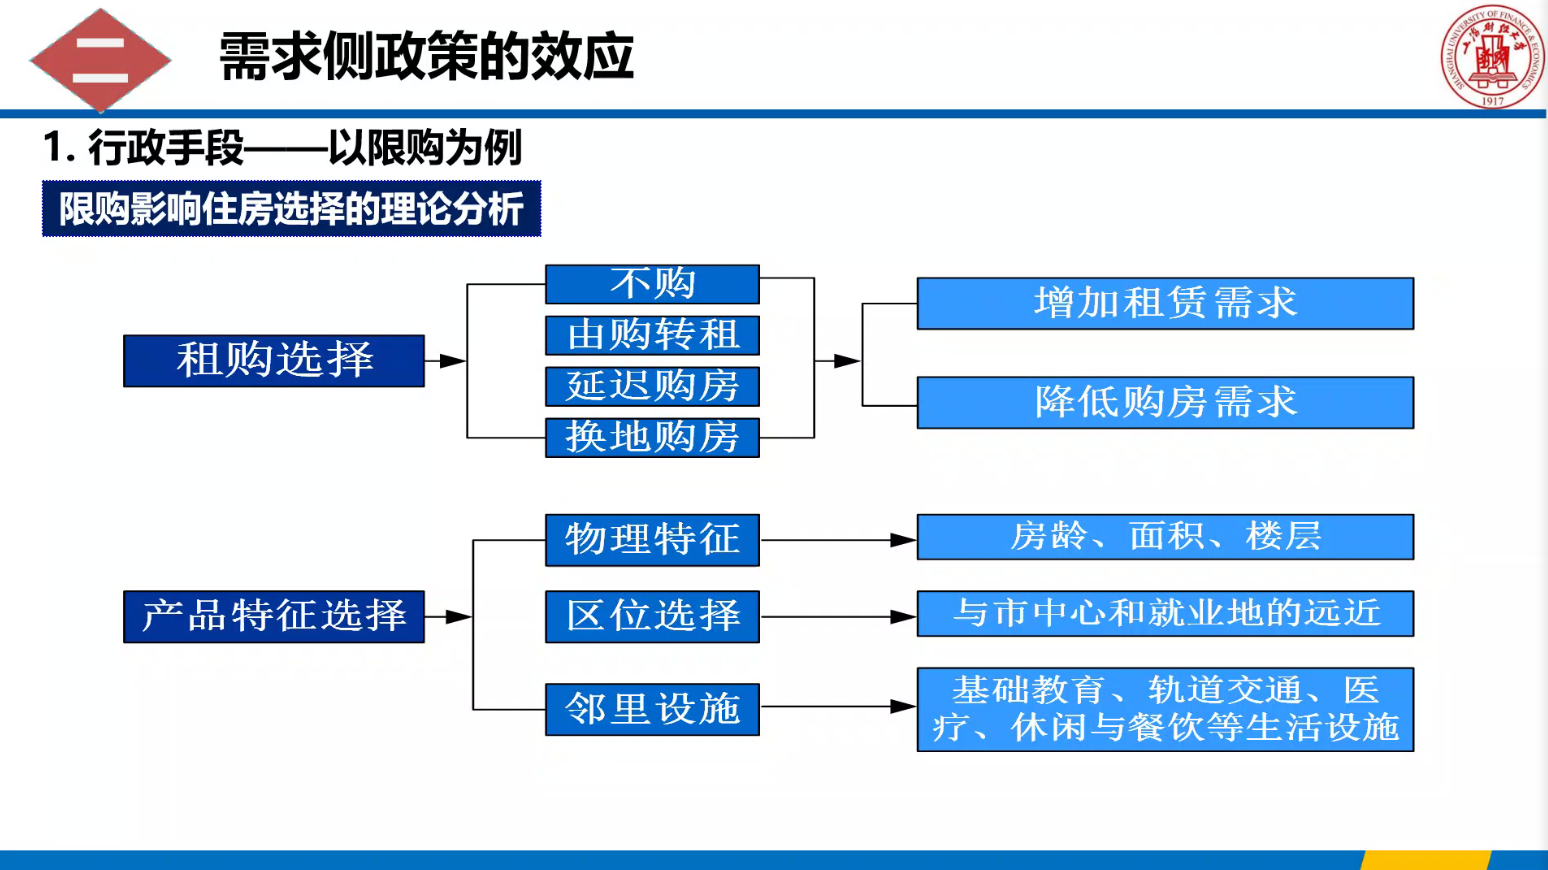 二
需求侧政策的效应
SHANGHAI UNIVERSITY OF FINANCE & ECONOMICS
上海财经大学
1917
1. 行政手段——以限购为例
限购影响住房选择的理论分析
租购选择
不购
由购转租
延迟购房
换地购房
增加租赁需求
降低购房需求
产品特征选择
物理特征
区位选择
邻里设施
房龄、面积、楼层
与市中心和就业地的远近
基础教育、轨道交通、医
疗、休闲与餐饮等生活设施